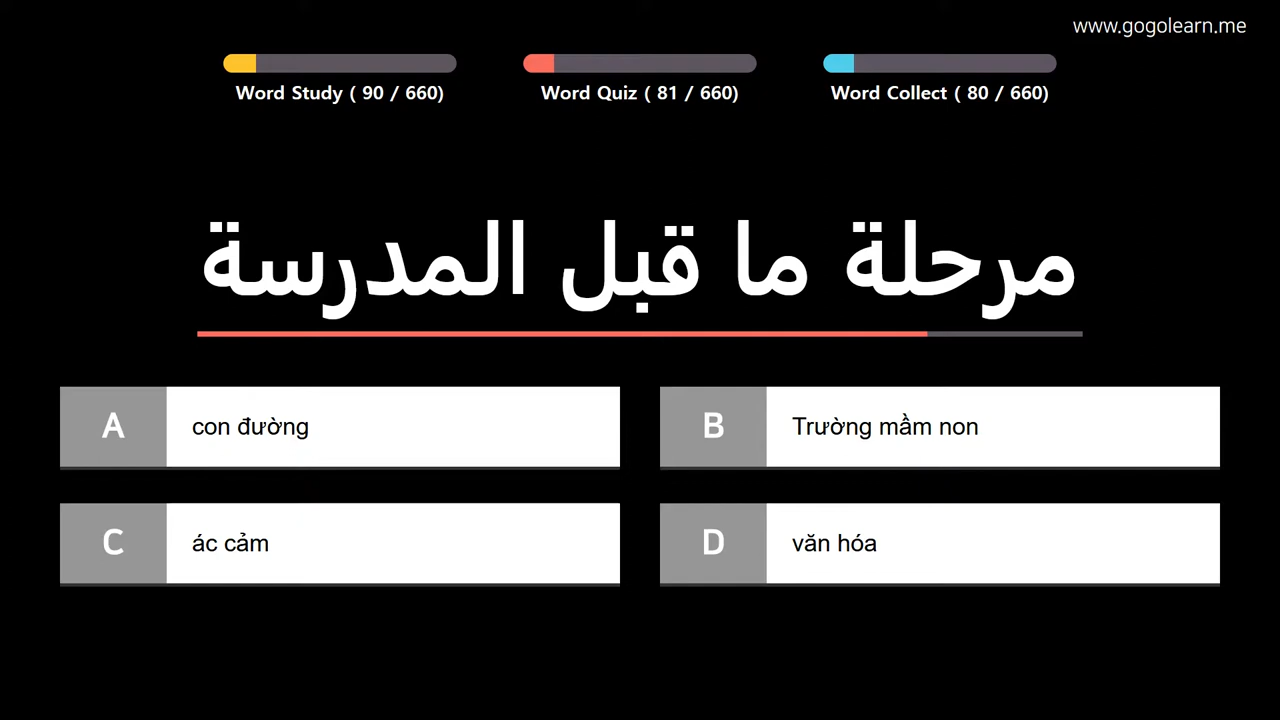 www.gogolearn.me
Word Study ( 90 / 660)
Word Quiz ( 81 / 660)
Word Collect ( 80 / 660)
مرحلة ما قبل المدرسة
A con đường
B Trường mầm non
C ác cảm
D văn hóa